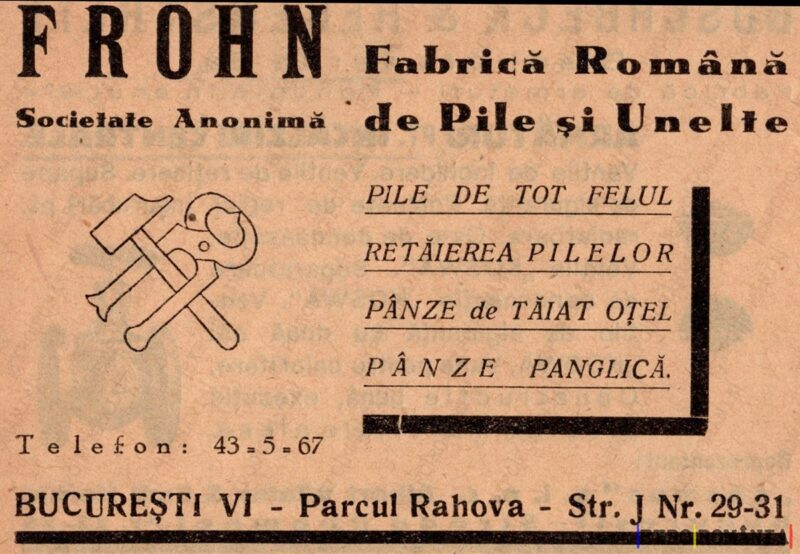 FROHN
Societate Anonimă
Fabrică Română
de Pile și Unelte
PILE DE TOT FELUL
RETĂIEREA PILELOR
PÂNZE de TĂIAT OȚEL
PÂNZE PANGLICĂ.
Telefon: 43=5=67
BUCUREȘTI VI - Parcul Rahova - Str. J Nr. 29-31